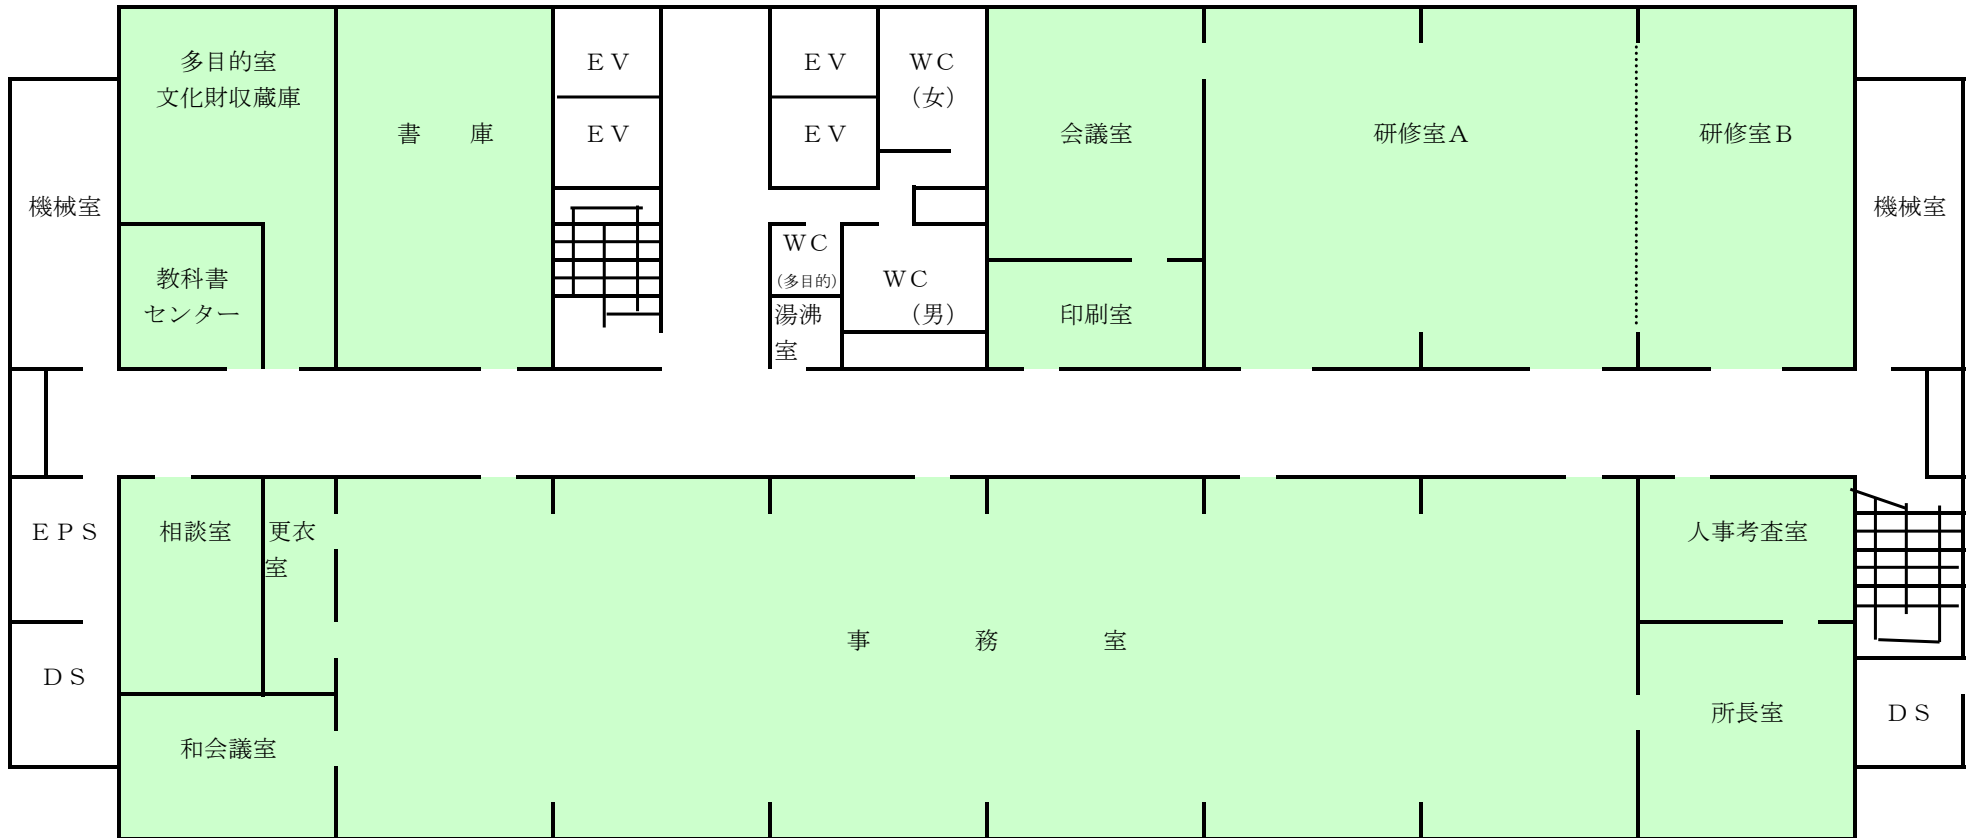 多目的室
文化財収蔵庫
書　　庫
ＥＶ
ＥＶ
ＥＶ
ＥＶ
ＷＣ
（女）
会議室
研修室Ａ
研修室Ｂ
機械室
機械室
教科書
センター
ＷＣ
（多目的）
湯沸
室
ＷＣ
（男）
印刷室
ＥＰＳ
相談室
更衣
室
人事考査室
事　　務　　室
ＤＳ
和会議室
所長室
ＤＳ